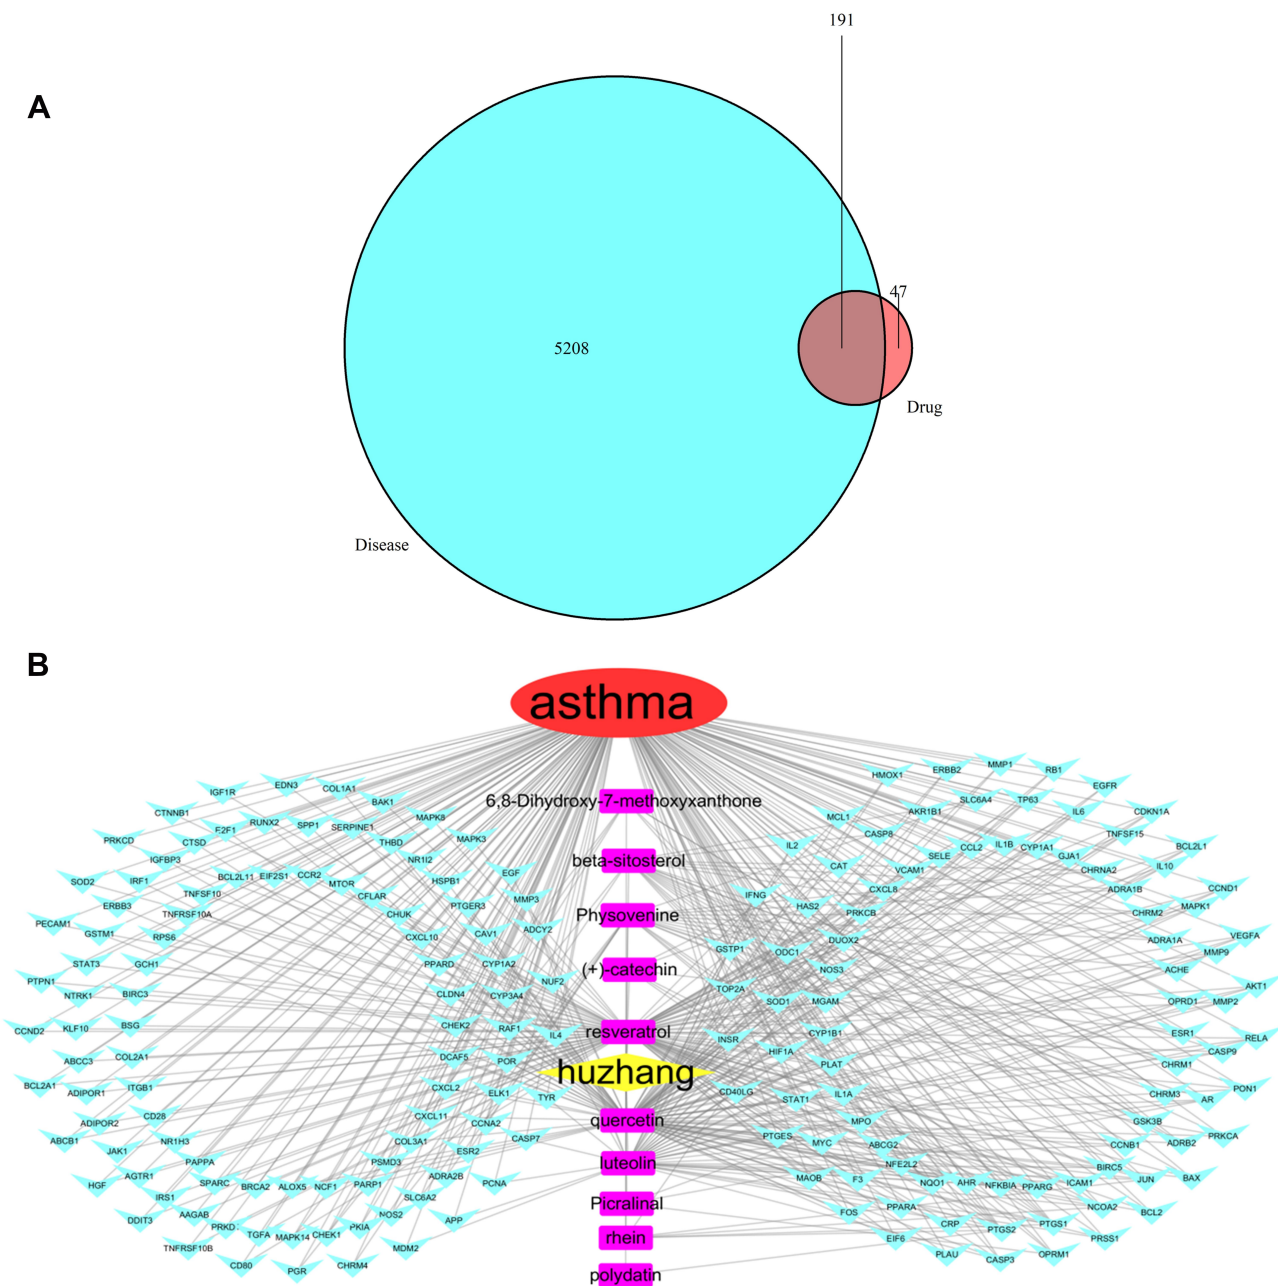 191
A
47
5208
Drug
Disease
B
asthma
6,8-Dihydroxy-7-methoxyxanthone
beta-sitosterol
Physovenine
(+)-catechin
resveratrol
huzhang
quercetin
luteolin
Picralinal
rhein
polydatin
IGF1R
EDN3
COL1A1
BAK1
MAPK8
CTNNB1
RUNX2
SPP1
SERPINE1
MAPK3
PRKCD
CTSD
E2F1
THBD
IGFBP3
NR1I2
SOD2
IRF1
BCL2L11
EIF2S1
CCR2
MTOR
HSPB1
EGF
TNFSF10
CFLAR
MMP3
ERBB3
TNFRSF10A
CHUK
PTGER3
PECAM1
GSTM1
RPS6
CXCL10
CAV1
ADCY2
STAT3
GCH1
PPARD
CYP1A2
PTPN1
NUF2
NTRK1
BIRC3
CLDN4
CYP3A4
CCND2
KLF10
BSG
CHEK2
RAF1
IL4
ABCC3
COL2A1
DCAF5
POR
BCL2A1
ADIPOR1
ITGB1
CXCL2
ELK1
TYR
ADIPOR2
CD28
CXCL11
CCNA2
ABCB1
JAK1
NR1H3
COL3A1
ESR2
CASP7
PAPPA
PSMD3
HGF
AGTR1
SPARC
BRCA2
ALOX5
NCF1
PARP1
ADRA2B
PCNA
IRS1
SLC6A2
DDIT3
AAGAB
PRKD
TGFA
MAPK14
CHEK1
PKIA
NOS2
APP
TNFRSF10B
MDM2
CD80
PGR
CHRM4
HMOX1
ERBB2
MMP1
RB1
EGFR
MCL1
AKR1B1
SLC6A4
TP63
IL6
CDKN1A
IL2
CASP8
TNFSF15
SELE
CCL2
IL1B
CYP1A1
GJA1
BCL2L1
CAT
VCAM1
CHRNA2
IL10
IFNG
HAS2
CXCL8
ADRA1B
CCND1
PRKCB
CHRM2
MAPK1
GSTP1
ODC1
DUOX2
ADRA1A
VEGFA
MMP9
NOS3
ACHE
TOP2A
SOD1
MGAM
AKT1
OPRD1
MMP2
INSR
CYP1B1
ESR1
RELA
HIF1A
PLAT
CHRM1
CASP9
CD40LG
STAT1
IL1A
CHRM3
AR
PON1
MPO
GSK3B
PTGES
MYC
ABCG2
CCNB1
ADRB2
PRKCA
NFE2L2
BIRC5
MAOB
F3
NQO1
AHR
NFKBIA
PPARG
ICAM1
JUN
BAX
FOS
PPARA
NCOA2
BCL2
CRP
PTGS2
PTGS1
EIF6
PRSS1
PLAU
CASP3
OPRM1